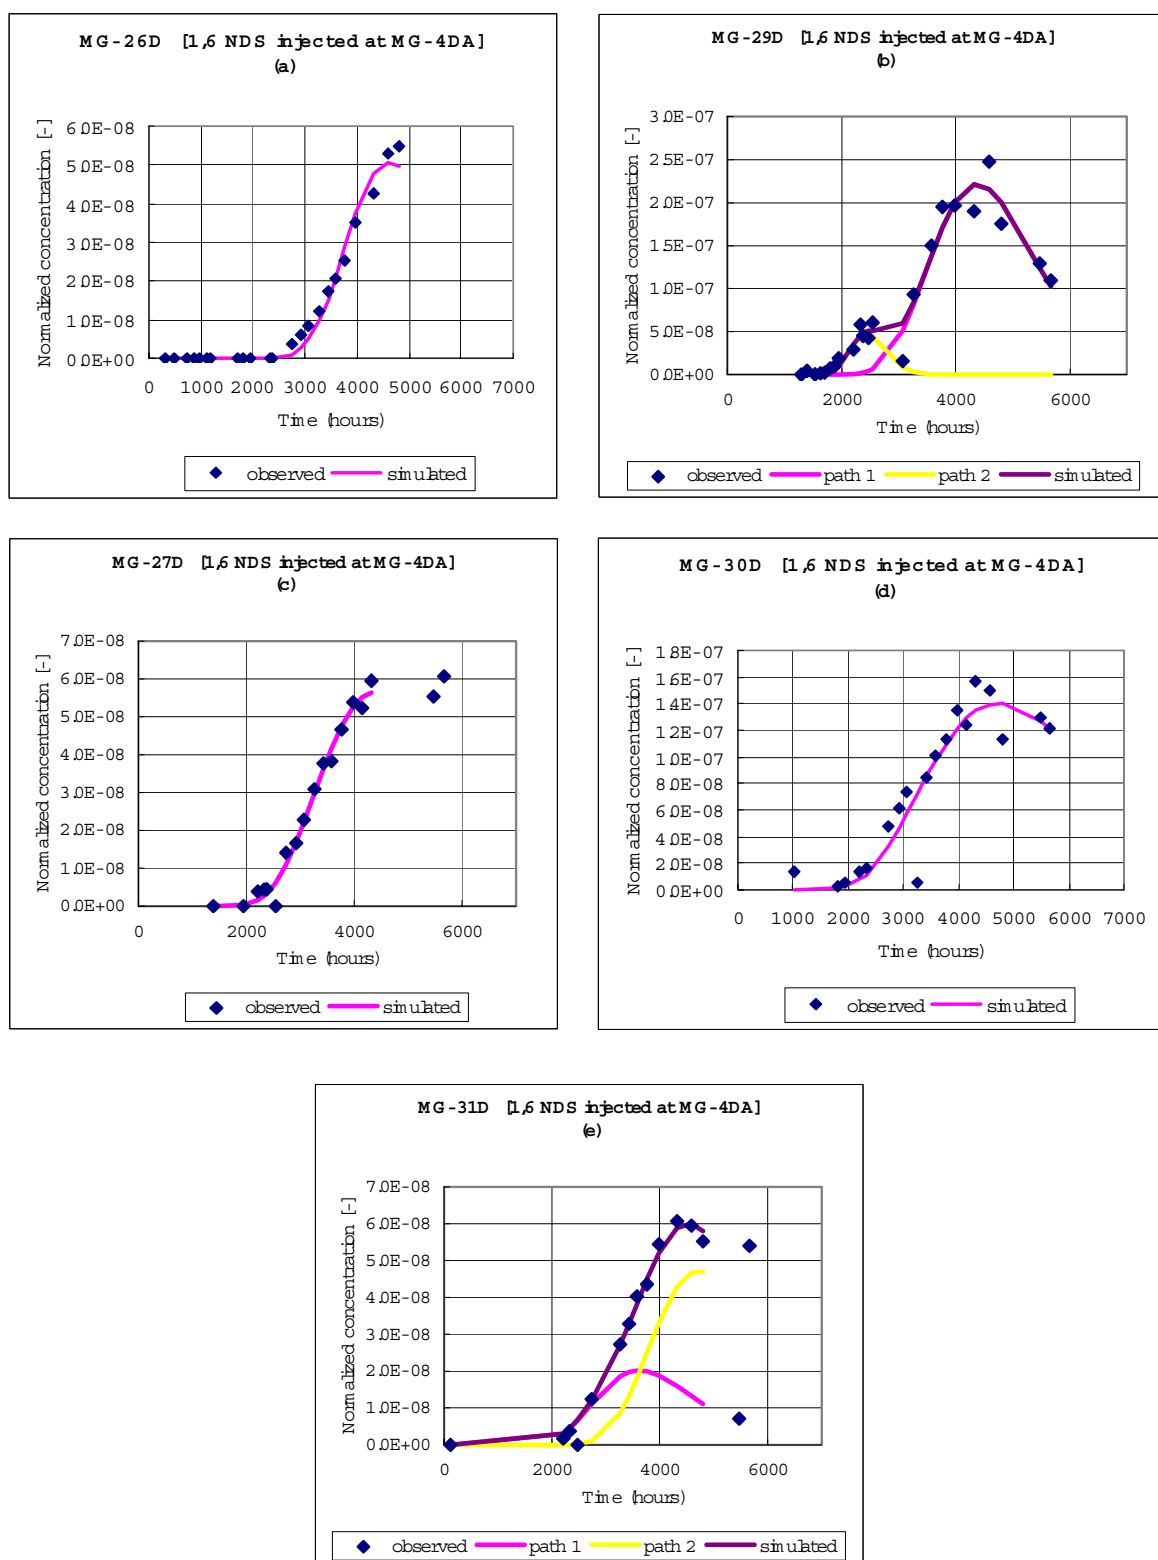 MG-26D [1,6 NDS injected at MG-4DA]
(a)
Normalized concentration [-]
6.0E-08
5.0E-08
4.0E-08
3.0E-08
2.0E-08
1.0E-08
0.0E+00
0 1000 2000 3000 4000 5000 6000 7000
Time (hours)
observed simulated
MG-29D [1,6 NDS injected at MG-4DA]
(b)
Normalized concentration [-]
3.0E-07
2.5E-07
2.0E-07
1.5E-07
1.0E-07
5.0E-08
0.0E+00
0 2000 4000 6000
Time (hours)
observed path 1 path 2 simulated
MG-27D [1,6 NDS injected at MG-4DA]
(c)
Normalized concentration [-]
7.0E-08
6.0E-08
5.0E-08
4.0E-08
3.0E-08
2.0E-08
1.0E-08
0.0E+00
0 2000 4000 6000
Time (hours)
observed simulated
MG-30D [1,6 NDS injected at MG-4DA]
(d)
Normalized concentration [-]
1.8E-07
1.6E-07
1.4E-07
1.2E-07
1.0E-07
8.0E-08
6.0E-08
4.0E-08
2.0E-08
0.0E+00
0 1000 2000 3000 4000 5000 6000 7000
Time (hours)
observed simulated
MG-31D [1,6 NDS injected at MG-4DA]
(e)
Normalized concentration [-]
7.0E-08
6.0E-08
5.0E-08
4.0E-08
3.0E-08
2.0E-08
1.0E-08
0.0E+00
0 2000 4000 6000
Time (hours)
observed path 1 path 2 simulated